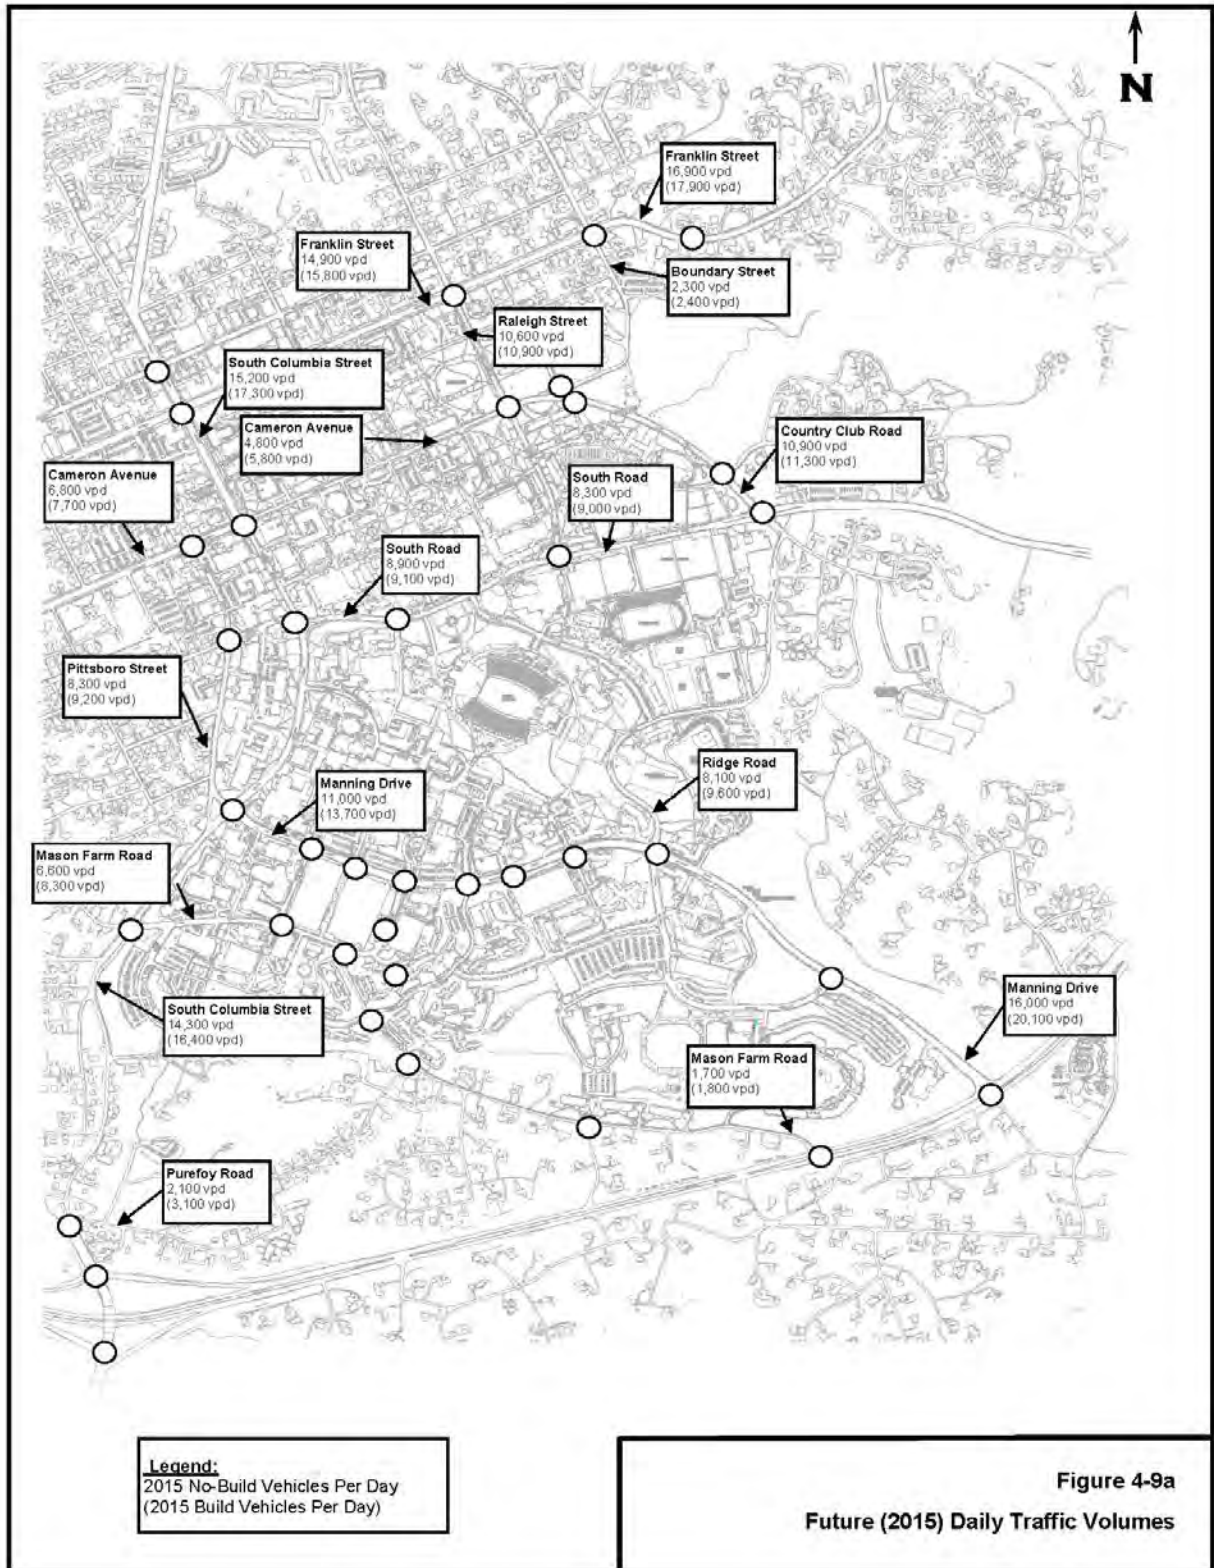 N
Franklin Street
16,900 vpd
(17,900 vpd)
Franklin Street
14,900 vpd
(15,800 vpd)
Boundary Street
2,300 vpd
(2,400 vpd)
Raleigh Street
10,600 vpd
(10,900 vpd)
South Columbia Street
15,200 vpd
(17,300 vpd)
Cameron Avenue
4,800 vpd
(5,800 vpd)
Country Club Road
10,900 vpd
(11,300 vpd)
Cameron Avenue
6,800 vpd
(7,700 vpd)
South Road
8,300 vpd
(9,000 vpd)
South Road
8,900 vpd
(9,100 vpd)
Pittsboro Street
8,300 vpd
(9,200 vpd)
Ridge Road
8,100 vpd
(9,600 vpd)
Manning Drive
11,000 vpd
(13,700 vpd)
Mason Farm Road
6,600 vpd
(8,300 vpd)
South Columbia Street
14,300 vpd
(16,400 vpd)
Manning Drive
16,000 vpd
(20,100 vpd)
Mason Farm Road
1,700 vpd
(1,800 vpd)
Purefoy Road
2,100 vpd
(3,100 vpd)
Legend:
2015 No-Build Vehicles Per Day
(2015 Build Vehicles Per Day)
Figure 4-9a
Future (2015) Daily Traffic Volumes